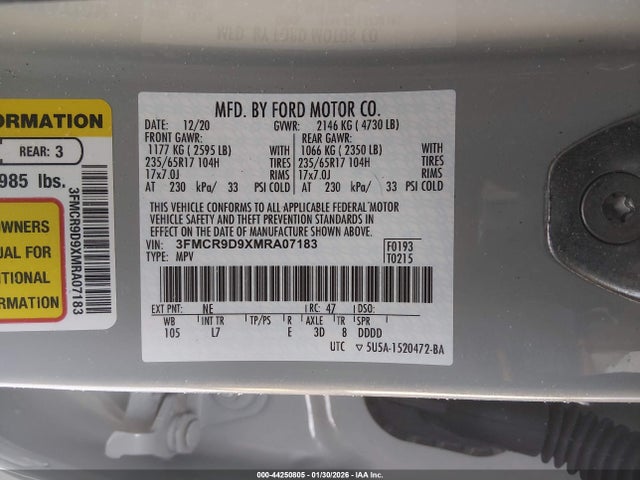 MFD. BY FORD MOTOR CO.
DATE: 12/20 GVWR: 2146 KG ( 4730 LB)
FRONT GAWR: REAR GAWR:
1177 KG ( 2595 LB) WITH 1066 KG ( 2350 LB) WITH
235/65R17 104H TIRES 235/65R17 104H TIRES
17x7.0J RIMS 17x7.0J RIMS
AT 230 kPa/ 33 PSI COLD AT 230 kPa/ 33 PSI COLD
THIS VEHICLE CONFORMS TO ALL APPLICABLE FEDERAL MOTOR
VEHICLE SAFETY AND THEFT PREVENTION STANDARDS IN
EFFECT ON THE DATE OF MANUFACTURE SHOWN ABOVE.
VIN: 3FMCR9D9XMRA07183 F0193
TYPE: MPV T0215
EXT PNT: NE RC: 47 DSO:
WB INT TR TP/PS R AXLE TR SPR
105 L7 E 3D 8 DDDD
UTC ▽ 5U5A-1520472-BA
ORMATION
REAR: 3
985 lbs.
OWNERS
UAL FOR
ITIONAL
ORMATION
3FMCR9D9XMRA07183
000-44250805 - 01/30/2026 - IAA Inc.